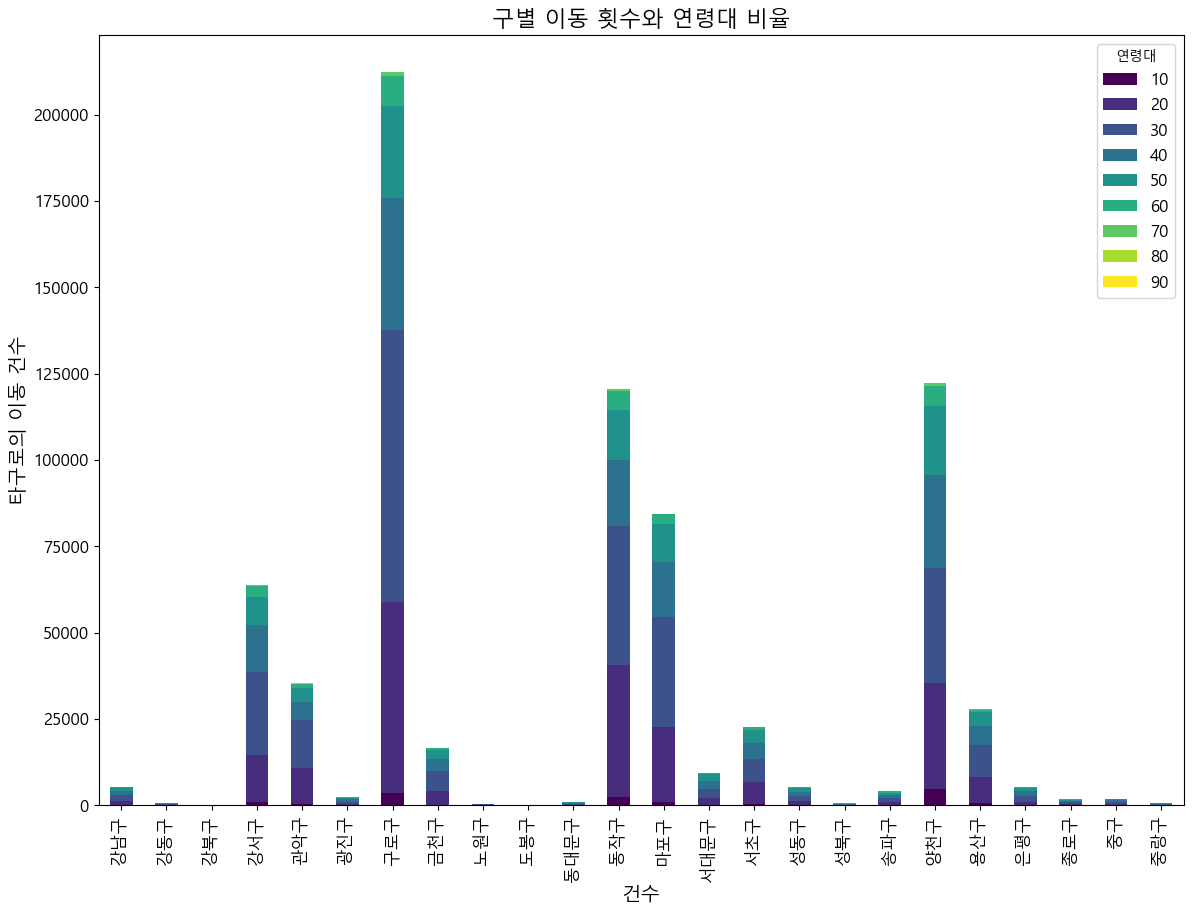 구별 이동 횟수와 연령대 비율
연령대
10
20
30
40
50
60
70
80
90
타구로의 이동 건수
200000
175000
150000
125000
100000
75000
50000
25000
0
강남구
강동구
강북구
강서구
관악구
광진구
구로구
금천구
노원구
도봉구
동대문구
동작구
마포구
서대문구
서초구
성동구
성북구
송파구
양천구
용산구
은평구
종로구
중구
중랑구
건수